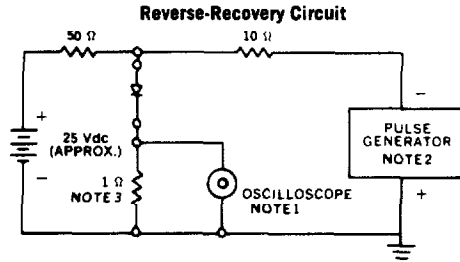 Reverse-Recovery Circuit
50 Ω
10 Ω
+
25 Vdc
(APPROX.)
−
1 Ω
NOTE 3
OSCILLOSCOPE
NOTE 1
−
PULSE
GENERATOR
NOTE 2
+